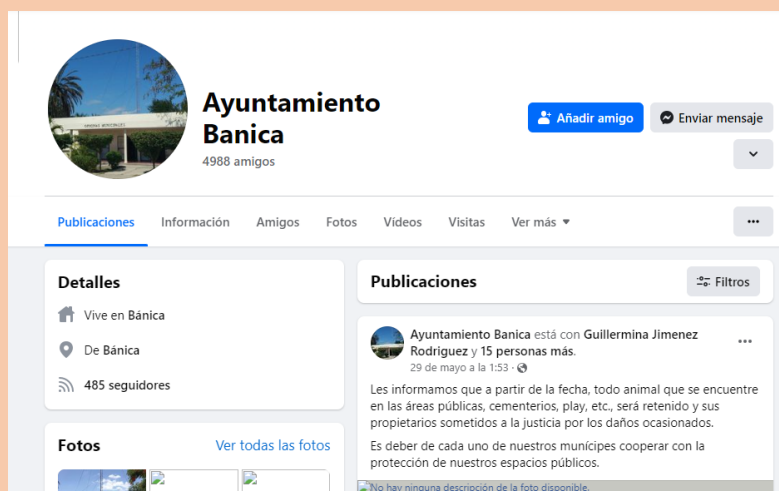 Ayuntamiento
Banica
4988 amigos
Añadir amigo
Enviar mensaje
Publicaciones
Información
Amigos
Fotos
Vídeos
Visitas
Ver más
Detalles
Vive en Bánica
De Bánica
485 seguidores
Fotos
Ver todas las fotos
Publicaciones
Filtros
Ayuntamiento Banica está con Guillermina Jimenez
Rodriguez y 15 personas más.
29 de mayo a la 1:53 ·
Les informamos que a partir de la fecha, todo animal que se encuentre
en las áreas públicas, cementerios, play, etc., será retenido y sus
propietarios sometidos a la justicia por los daños ocasionados.
Es deber de cada uno de nuestros munícipes cooperar con la
protección de nuestros espacios públicos.
No hay ninguna descripción de la foto disponible.